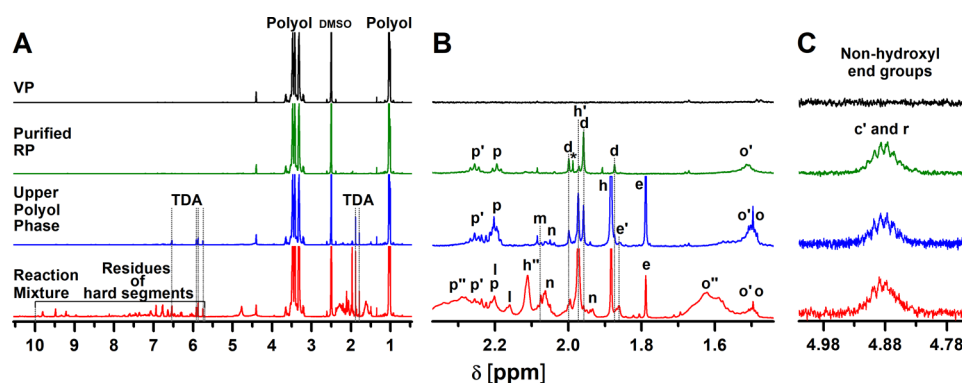 A
Polyol DMSO Polyol
VP
Purified
RP
TDA TDA
Upper
Polyol
Phase
Residues
of
hard segments
Reaction
Mixture
10 9 8 7 6 5 4 3 2 1
B
h'
p' p d * d d o'
p
p' m n h e' e o' o
l
p'' p' p l h'' n n e o'' o' o
2.2 2.0 1.8 1.6
δ [ppm]
C
Non-hydroxyl
end groups
c' and r
4.98 4.88 4.78